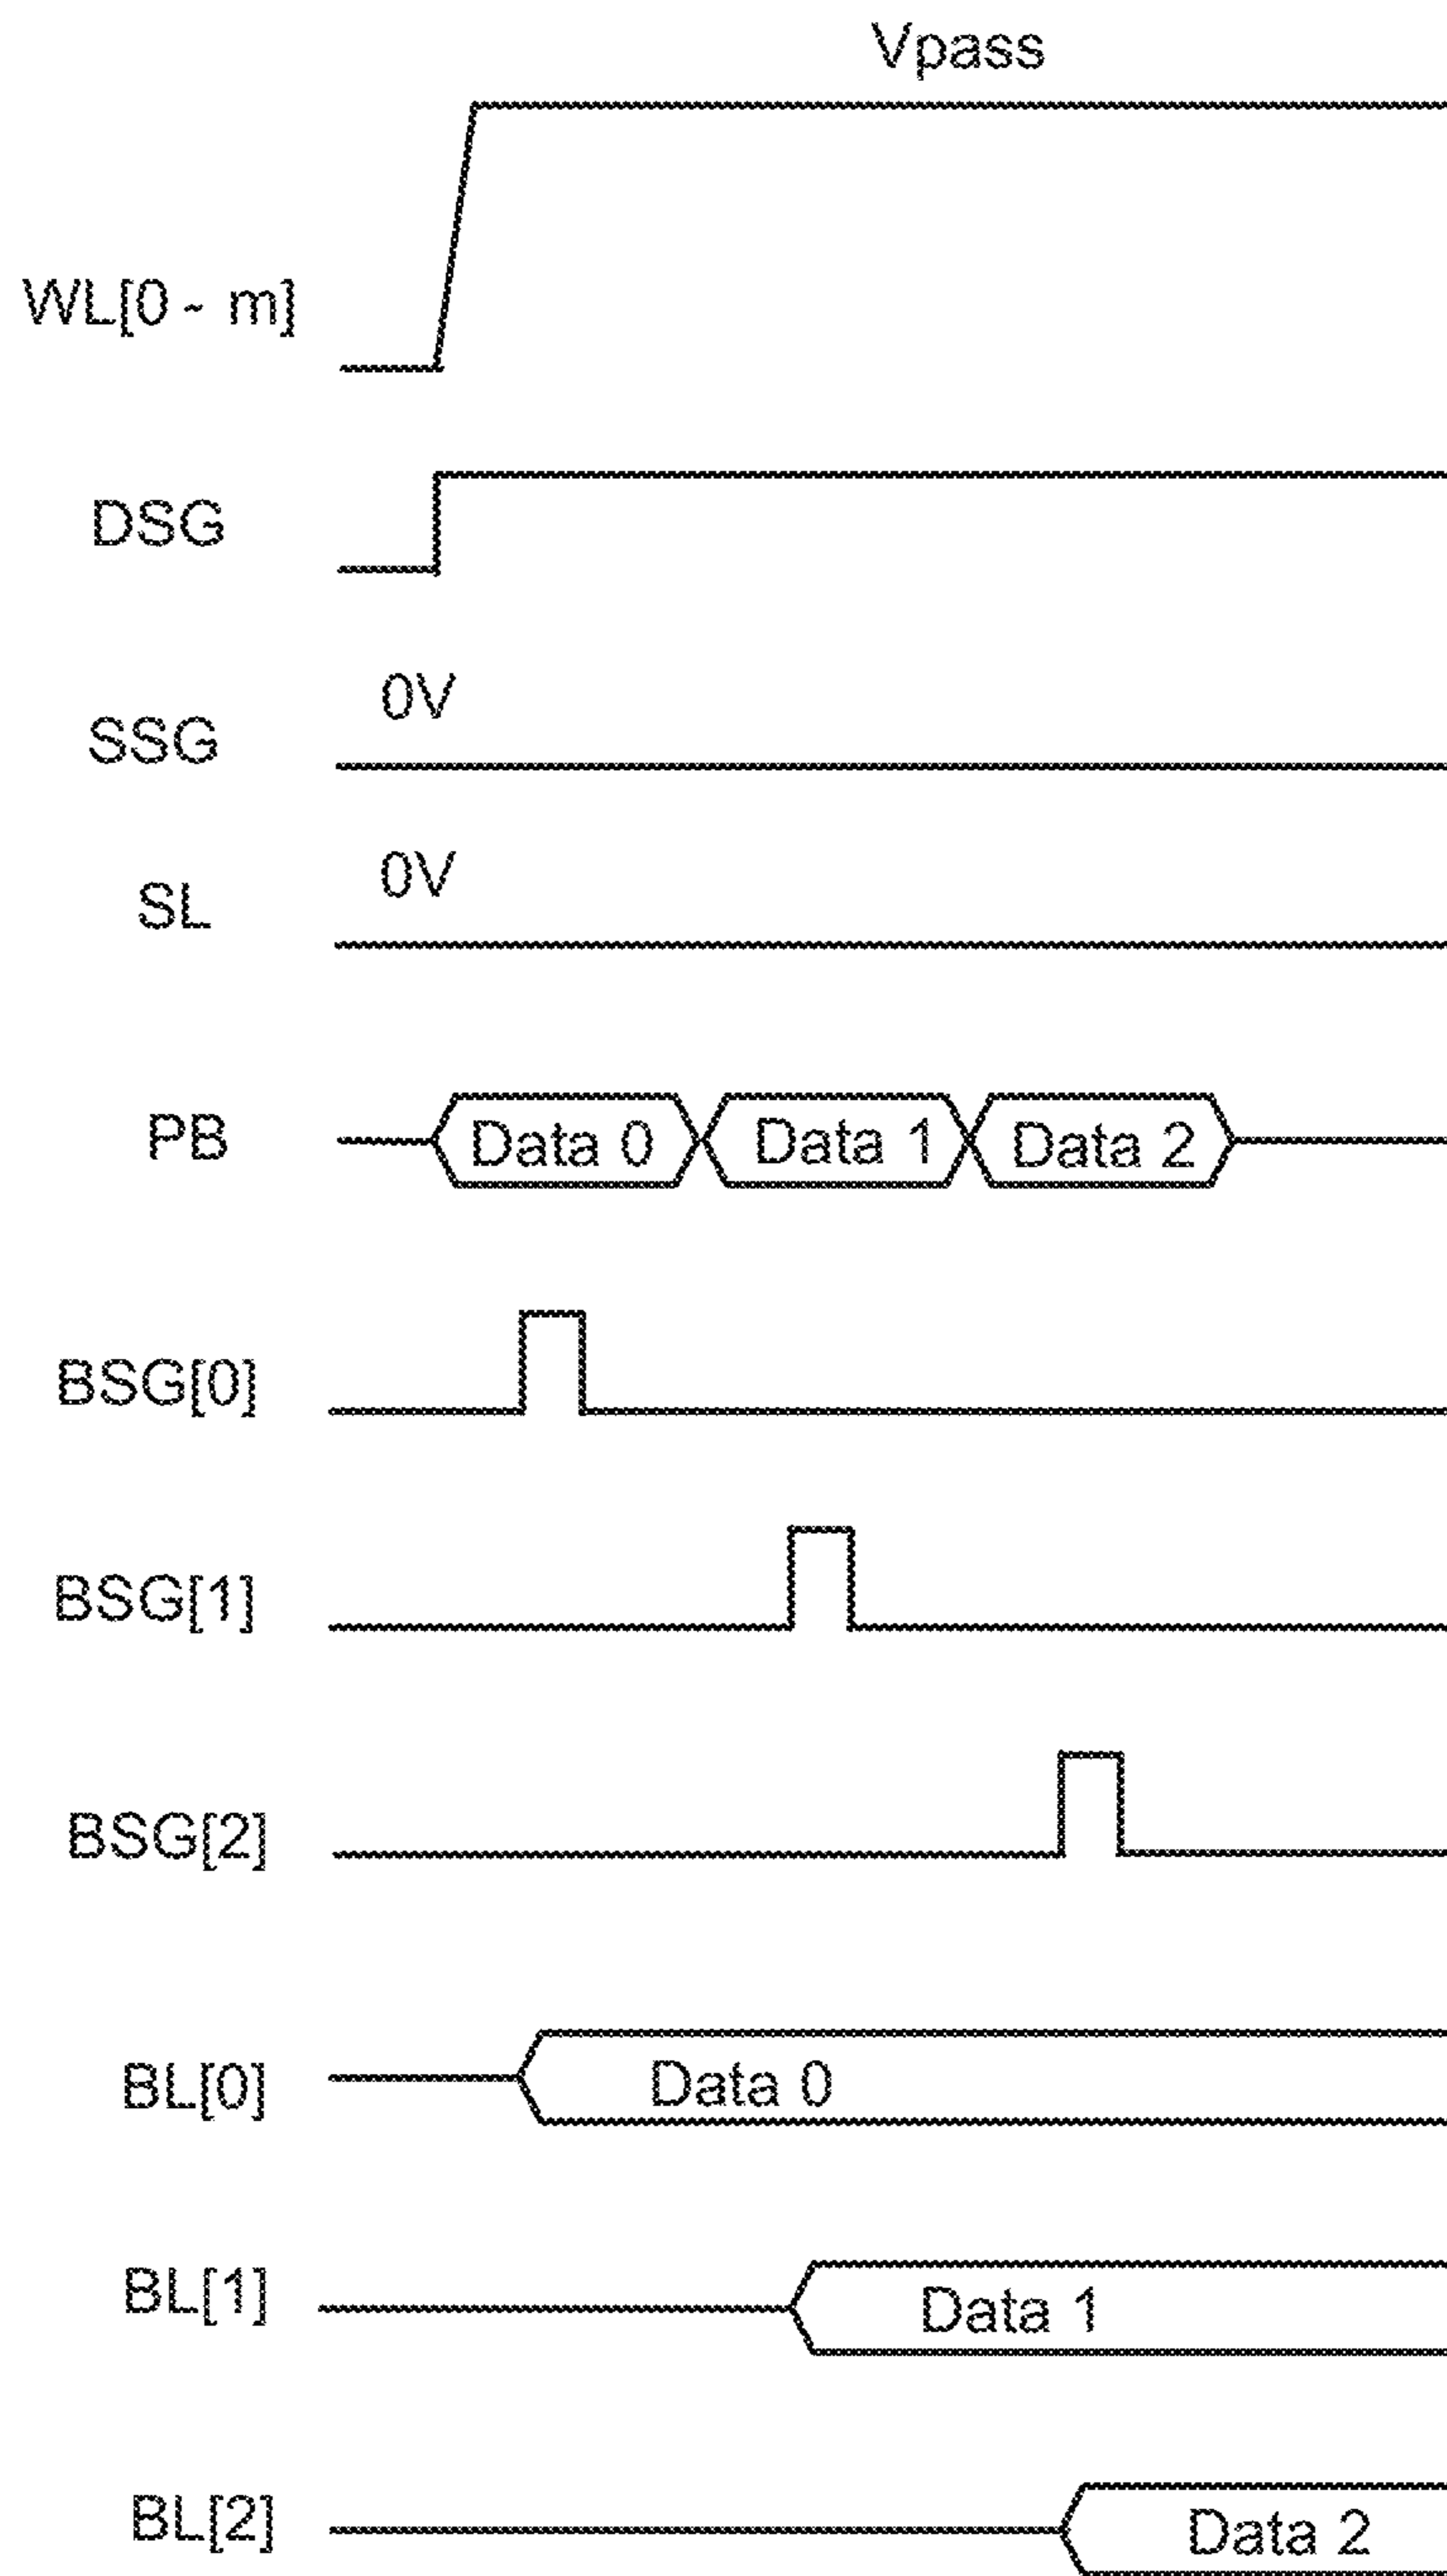 Vpass
WL[0 - m]
DSG
0V
SSG
0V
SL
PB
Data 0
Data 1
Data 2
BSG[0]
BSG[1]
BSG[2]
BL[0]
Data 0
BL[1]
Data 1
BL[2]
Data 2